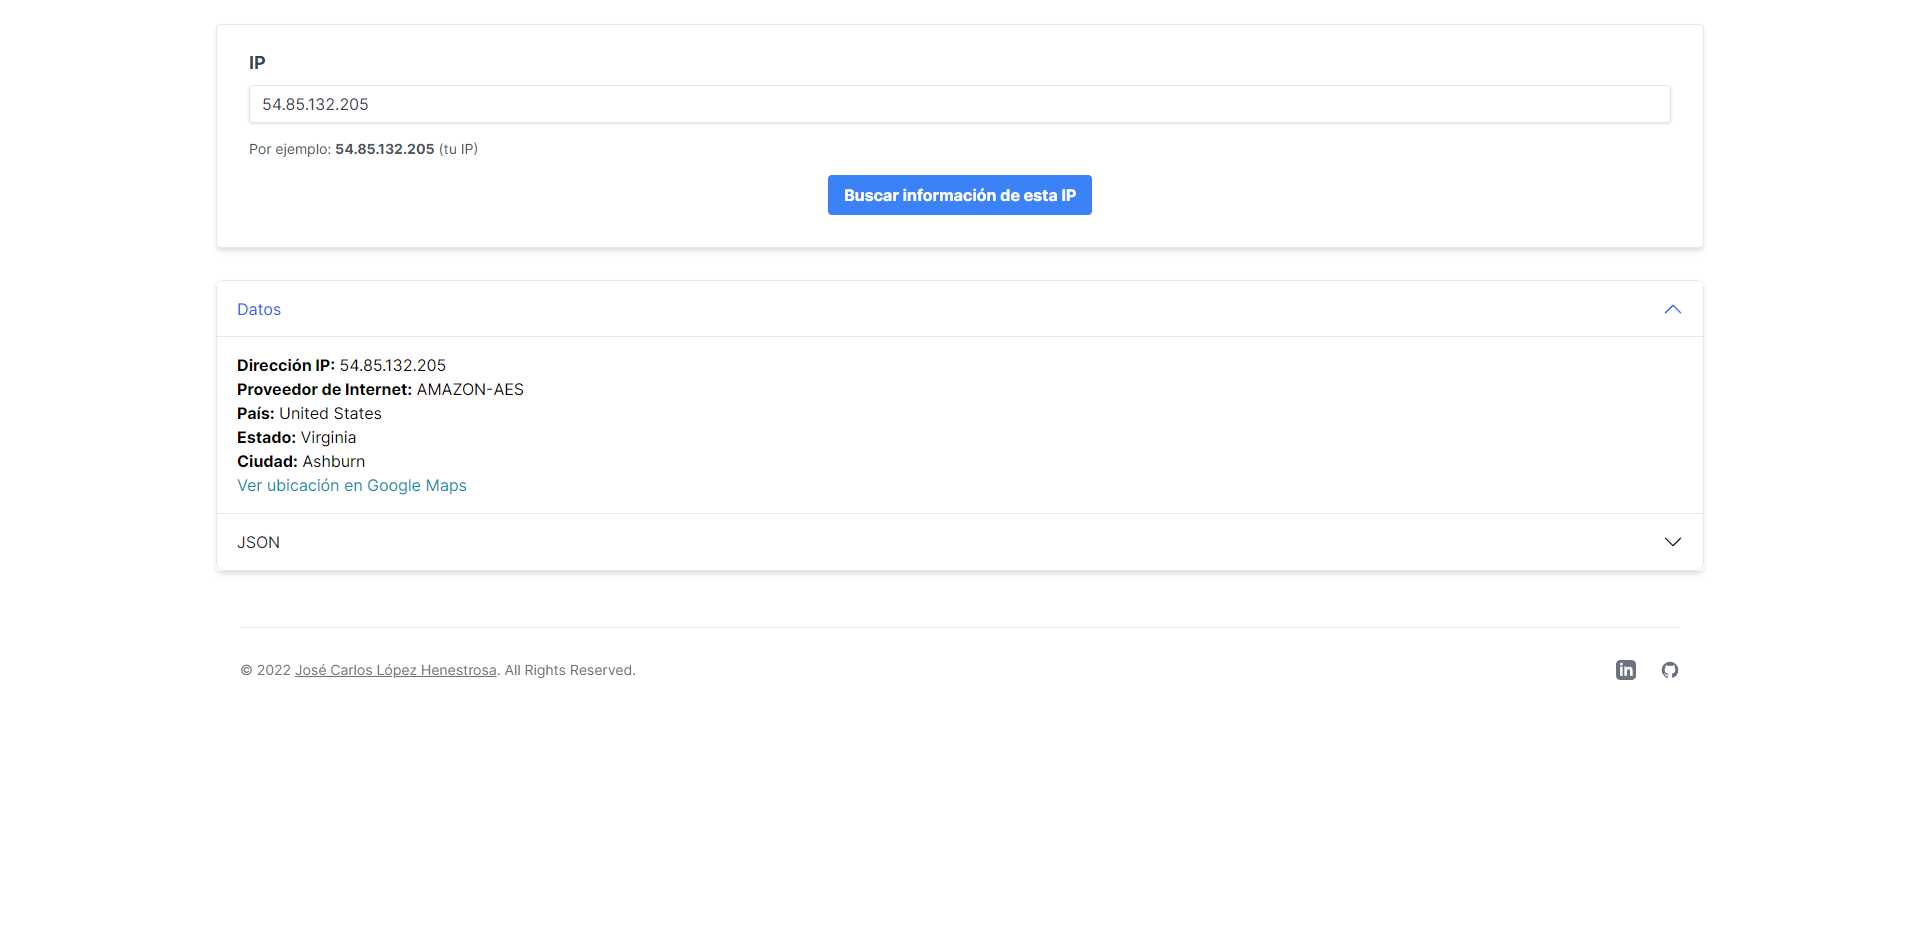 IP
54.85.132.205
Por ejemplo: 54.85.132.205 (tu IP)
Buscar información de esta IP
Datos
Dirección IP: 54.85.132.205
Proveedor de Internet: AMAZON-AES
País: United States
Estado: Virginia
Ciudad: Ashburn
Ver ubicación en Google Maps
JSON
© 2022 José Carlos López Henestrosa. All Rights Reserved.